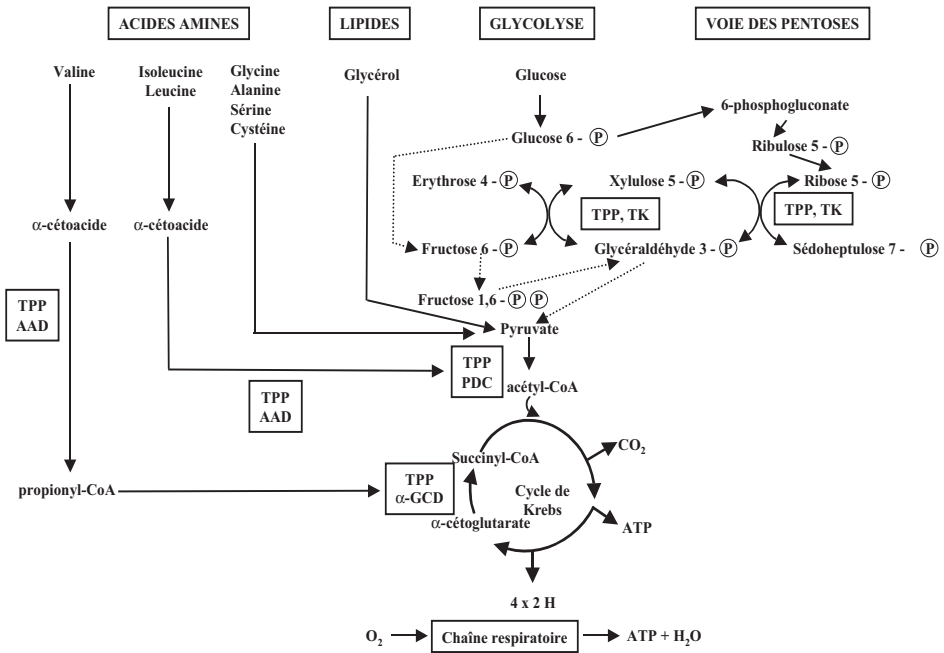 ACIDES AMINES
LIPIDES
GLYCOLYSE
VOIE DES PENTOSES
Valine
Isoleucine
Leucine
Glycine
Alanine
Sérine
Cystéine
Glycérol
Glucose
6-phosphogluconate
Glucose 6 - P
Ribulose 5 - P
Erythrose 4 - P
Xylulose 5 - P
Ribose 5 - P
TPP, TK
TPP, TK
α-cétoacide
α-cétoacide
Fructose 6 - P
Glycéraldéhyde 3 - P
Sédoheptulose 7 - P
TPP
AAD
Fructose 1,6 - P P
Pyruvate
TPP
PDC
acétyl-CoA
TPP
AAD
CO2
Succinyl-CoA
propionyl-CoA
TPP
α-GCD
Cycle de
Krebs
α-cétoglutarate
ATP
4 x 2 H
O2
Chaîne respiratoire
ATP + H2O